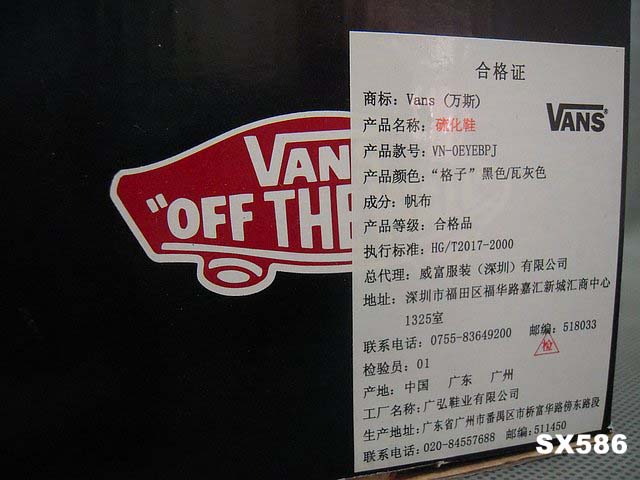 VAN
"OFF THE
合格证
商标: Vans (万斯)
VANS
产品名称: 硫化鞋
产品款号: VN-0EYEBPJ
产品颜色: "格子"黑色/瓦灰色
成分: 帆布
产品等级: 合格品
执行标准: HG/T2017-2000
总代理: 威富服装(深圳)有限公司
地址: 深圳市福田区福华路嘉汇新城汇商中心
1325室
联系电话: 0755-83649200 邮编: 518033
检验员: 01
检
产地: 中国 广东 广州
工厂名称: 广弘鞋业有限公司
生产地址: 广东省广州市番禺区市桥富华路傍东路段
联系电话: 020-84557688 邮编: 511450
SX586